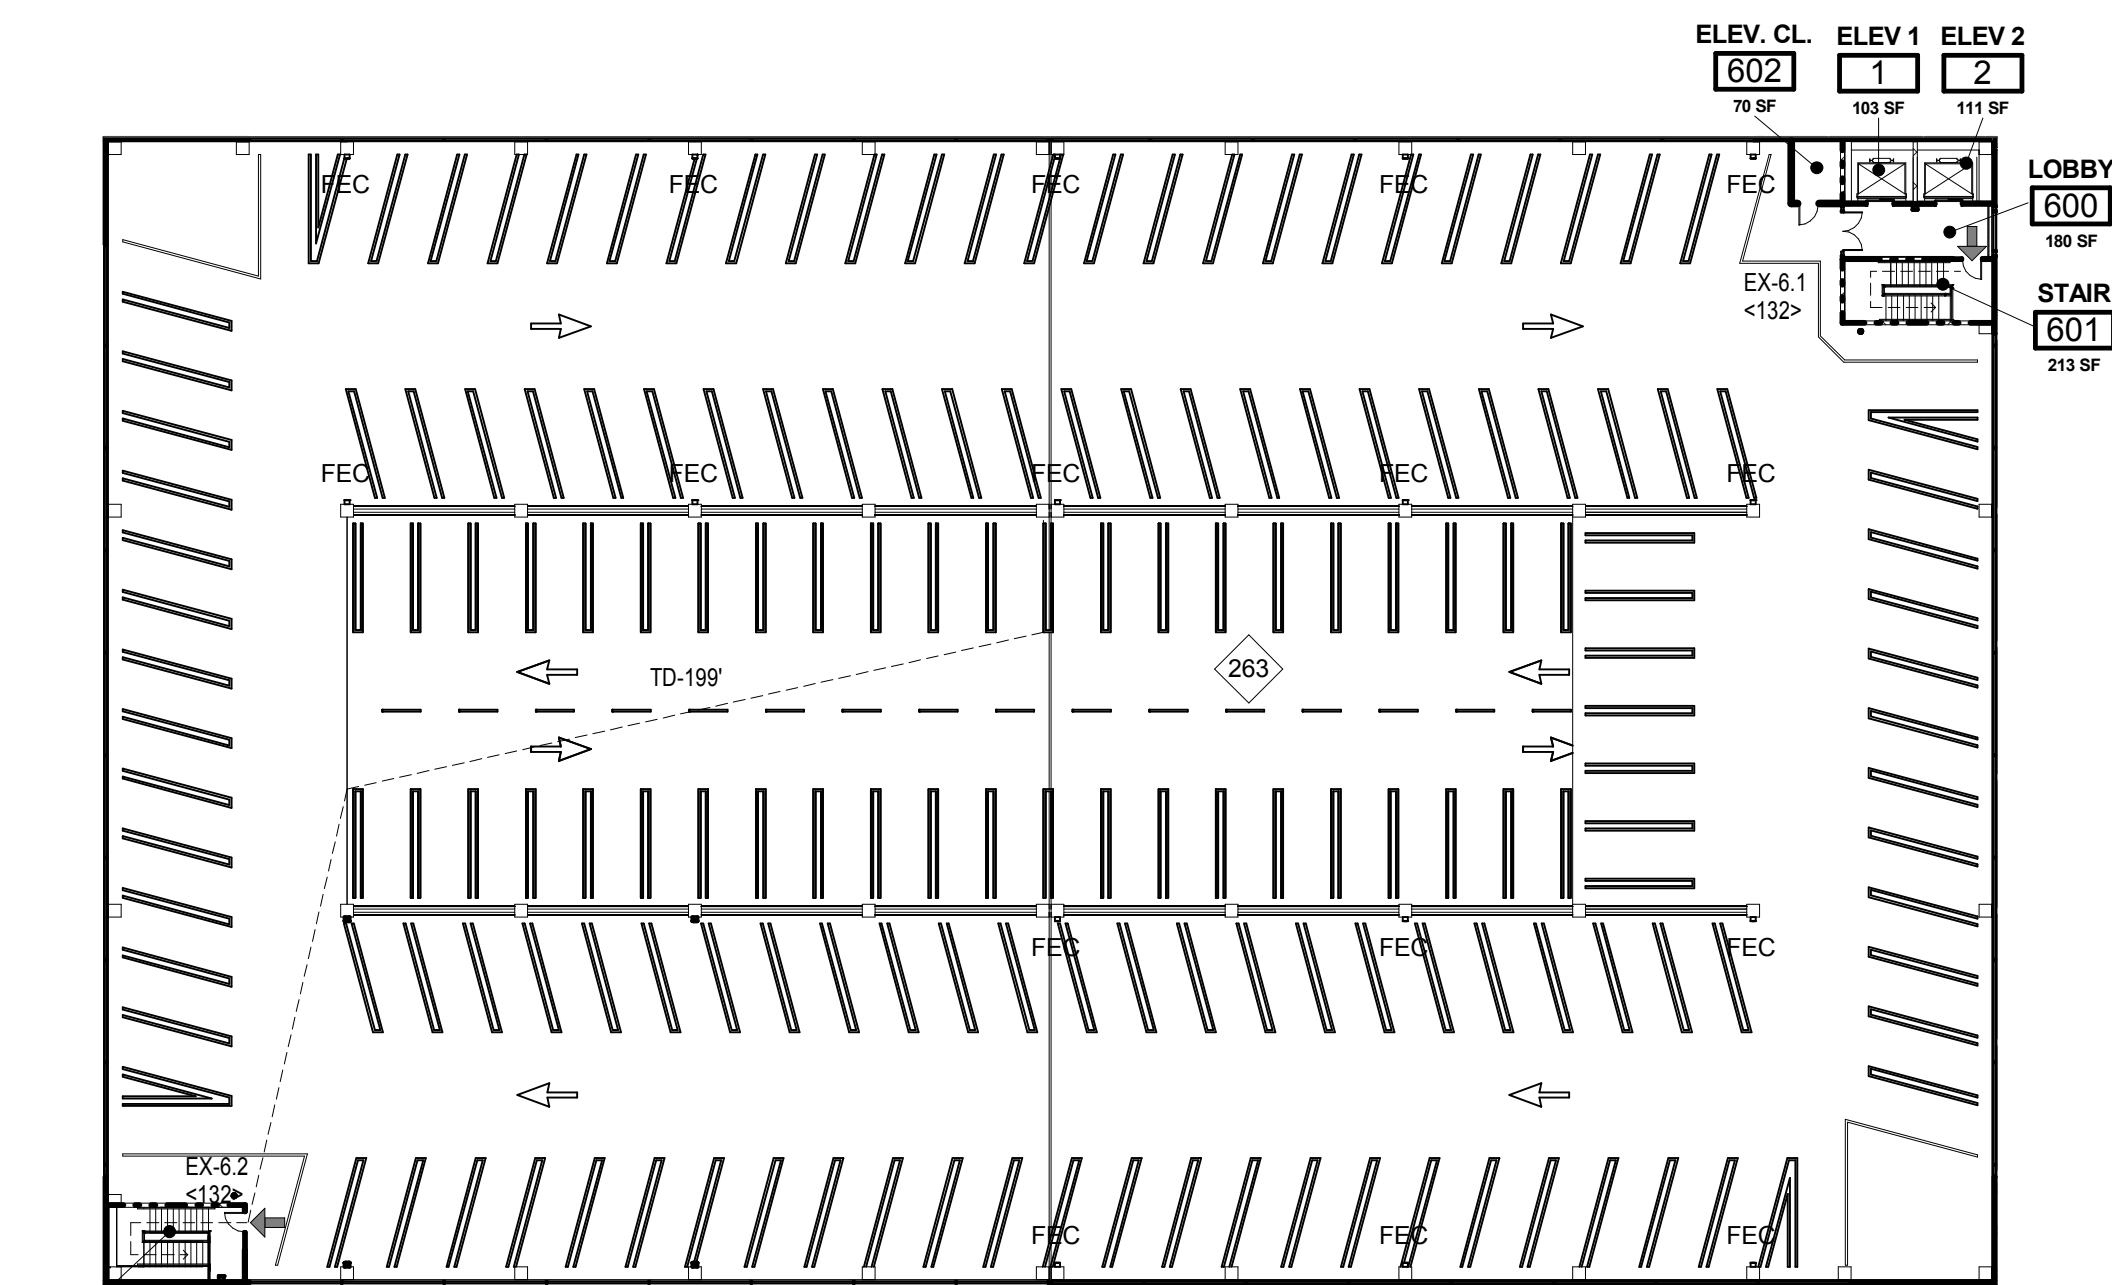 ELEV. CL. ELEV 1 ELEV 2
602 1 2
70 SF 103 SF 111 SF
LOBBY
600
180 SF
FEC FEC FEC FEC FEC
EX-6.1
<132>
STAIR
601
213 SF
FEC FEC FEC FEC FEC
TD-199'
263
FEC FEC FEC
EX-6.2
<132>
FEC FEC FEC